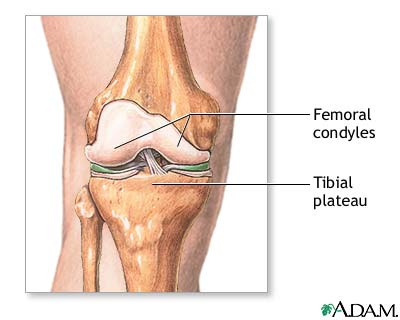 Femoral
condyles
Tibial
plateau
A.D.A.M.